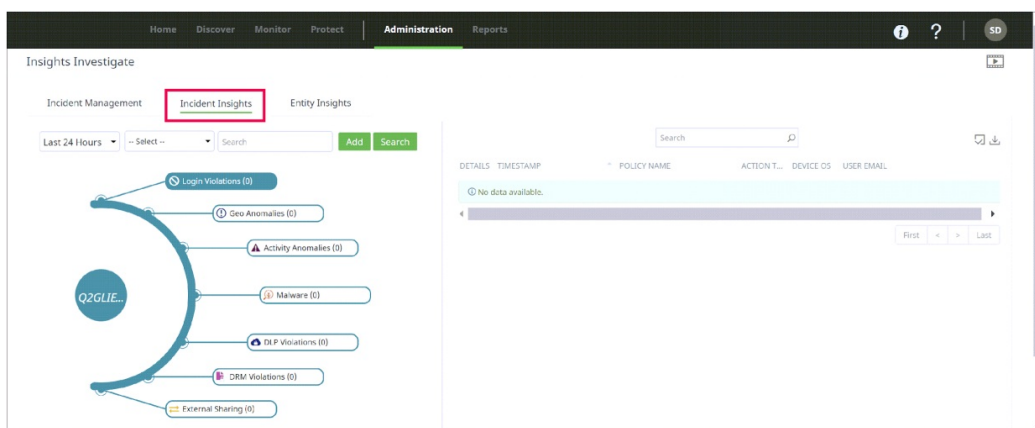 Home Discover Monitor Protect Administration Reports i ? SD
Insights Investigate
Incident Management Incident Insights Entity Insights
Last 24 Hours -- Select -- Search Add Search
Search
DETAILS TIMESTAMP POLICY NAME ACTION T... DEVICE OS USER EMAIL
No data available.
First < > Last
Login Violations (0)
Geo Anomalies (0)
Activity Anomalies (0)
Q2GLIE...
Malware (0)
DLP Violations (0)
DRM Violations (0)
External Sharing (0)